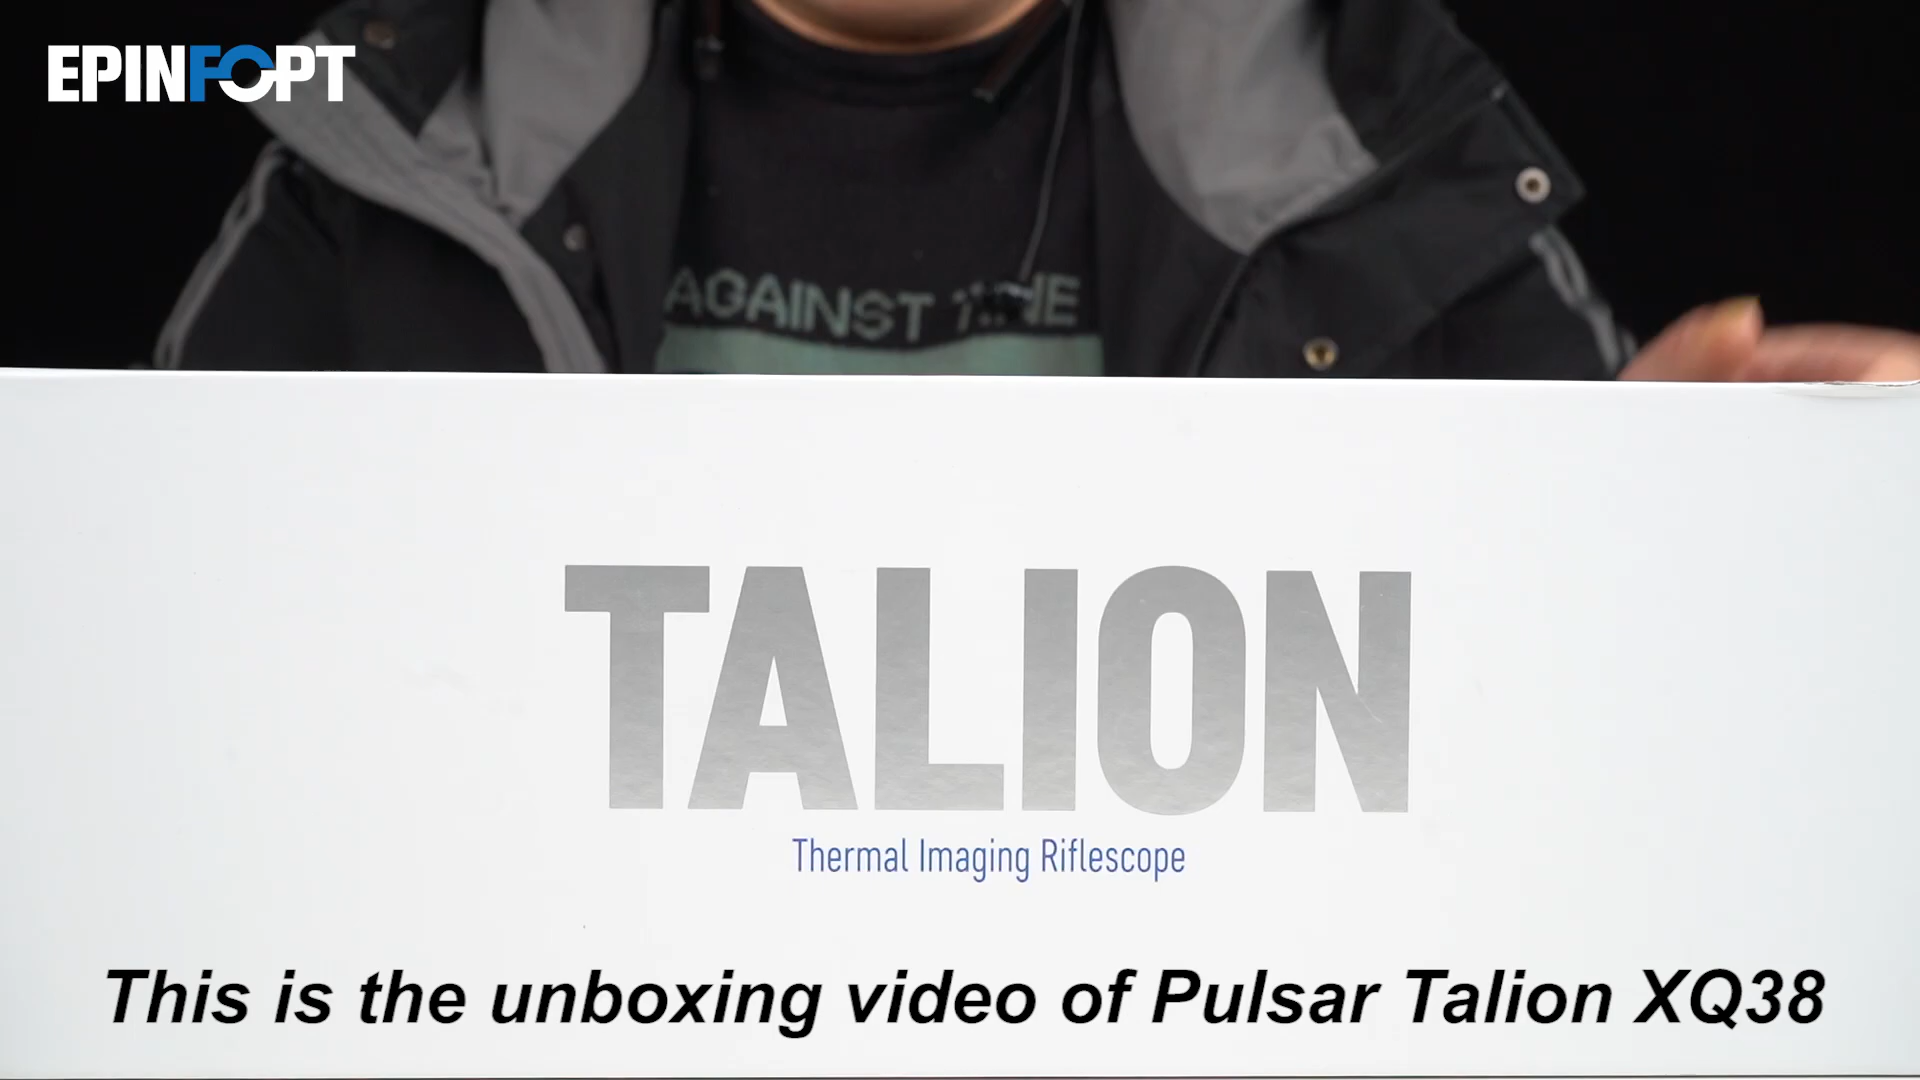 EPINFOPT
AGAINST
TALION
Thermal Imaging Riflescope
This is the unboxing video of Pulsar Talion XQ38